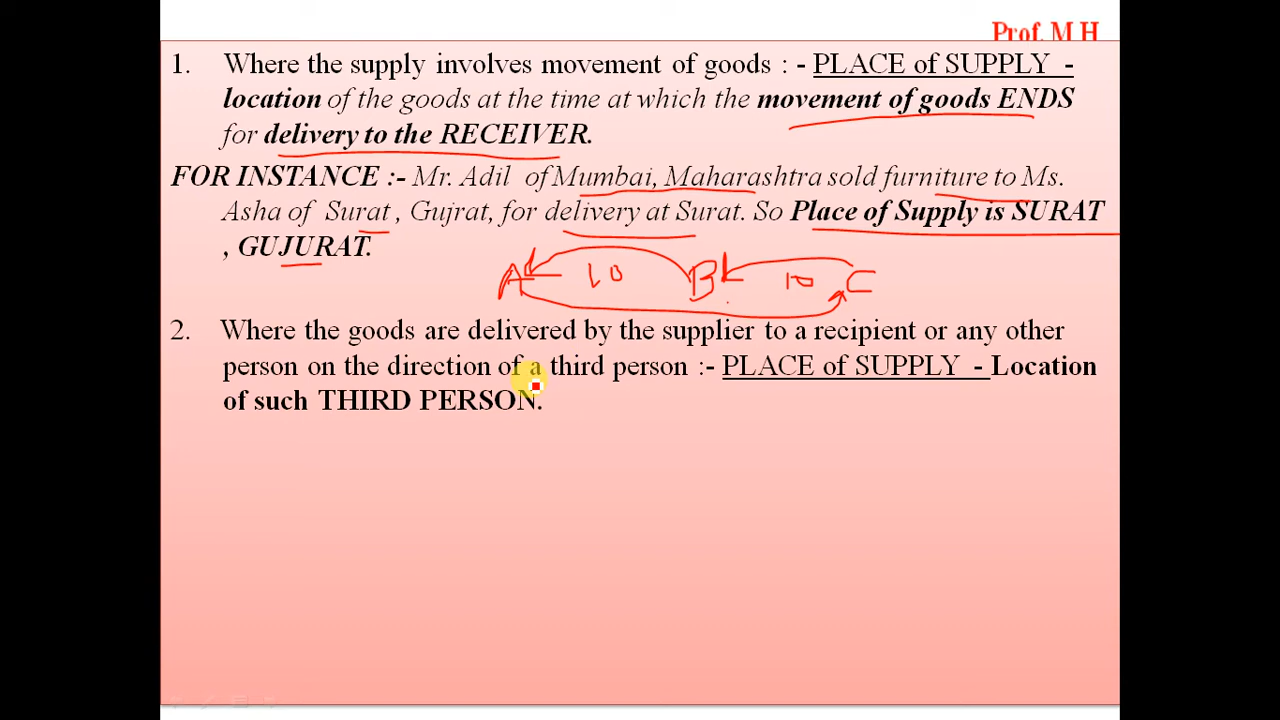 Prof. M H
1. Where the supply involves movement of goods : - PLACE of SUPPLY -
location of the goods at the time at which the movement of goods ENDS
for delivery to the RECEIVER.
FOR INSTANCE :- Mr. Adil of Mumbai, Maharashtra sold furniture to Ms.
Asha of Surat , Gujrat, for delivery at Surat. So Place of Supply is SURAT
, GUJURAT.
A 10 B 10 C
2. Where the goods are delivered by the supplier to a recipient or any other
person on the direction of a third person :- PLACE of SUPPLY - Location
of such THIRD PERSON.